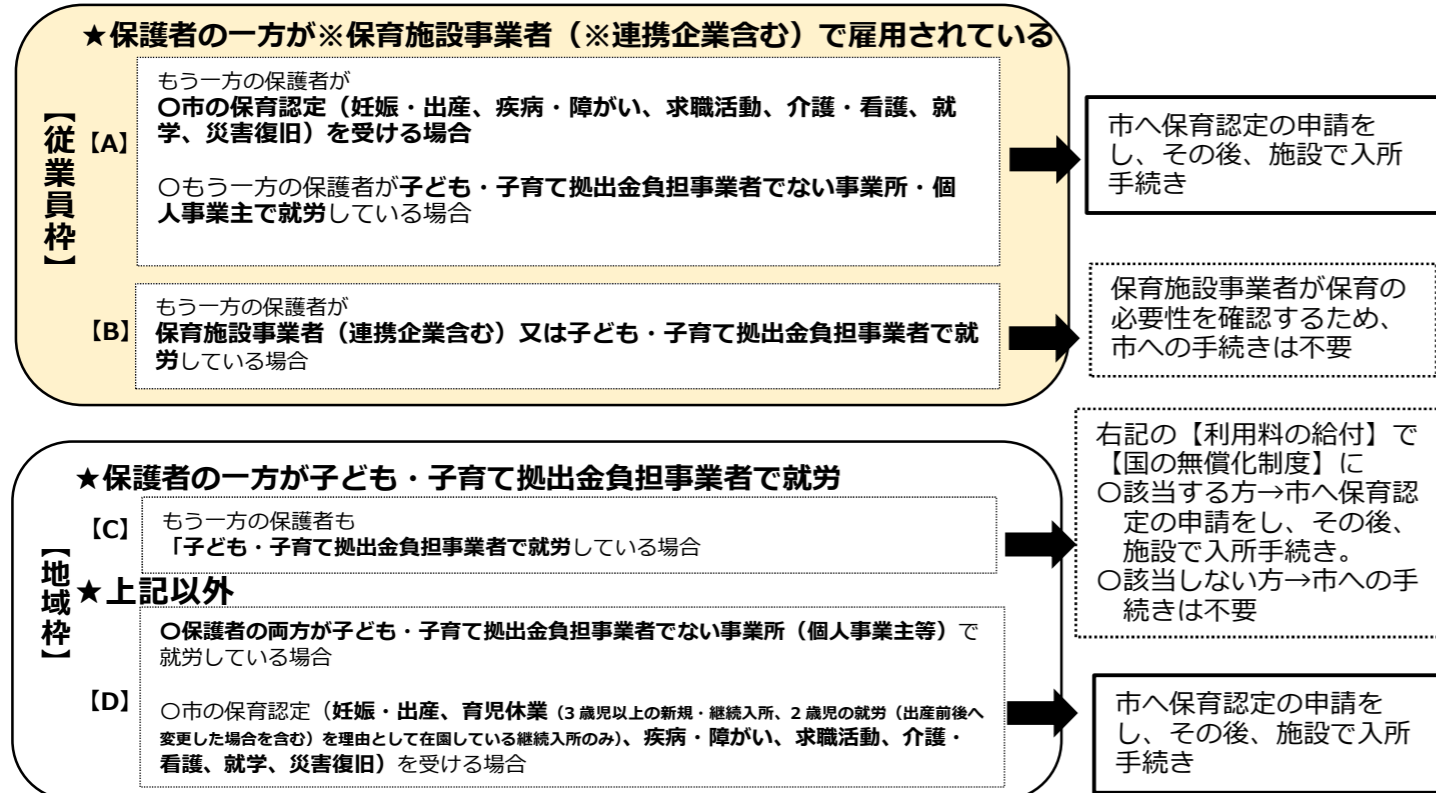 ★保護者の一方が※保育施設事業者（※連携企業含む）で雇用されている
【従業員枠】
【A】
もう一方の保護者が
〇市の保育認定（妊娠・出産、疾病・障がい、求職活動、介護・看護、就
学、災害復旧）を受ける場合
〇もう一方の保護者が子ども・子育て拠出金負担事業者でない事業所・個
人事業主で就労している場合
市へ保育認定の申請を
し、その後、施設で入所
手続き
【B】
もう一方の保護者が
保育施設事業者（連携企業含む）又は子ども・子育て拠出金負担事業者で就
労している場合
保育施設事業者が保育の
必要性を確認するため、
市への手続きは不要
★保護者の一方が子ども・子育て拠出金負担事業者で就労
【地域枠】
【C】
もう一方の保護者も
「子ども・子育て拠出金負担事業者で就労している場合
右記の【利用料の給付】で
【国の無償化制度】に
〇該当する方→市へ保育認
定の申請をし、その後、
施設で入所手続き。
〇該当しない方→市への手
続きは不要
★上記以外
【D】
〇保護者の両方が子ども・子育て拠出金負担事業者でない事業所（個人事業主等）で
就労している場合
〇市の保育認定（妊娠・出産、育児休業（3 歳児以上の新規・継続入所、2 歳児の就労（出産前後へ
変更した場合を含む）を理由として在園している継続入所のみ）、疾病・障がい、求職活動、介護・
看護、就学、災害復旧）を受ける場合
市へ保育認定の申請を
し、その後、施設で入所
手続き